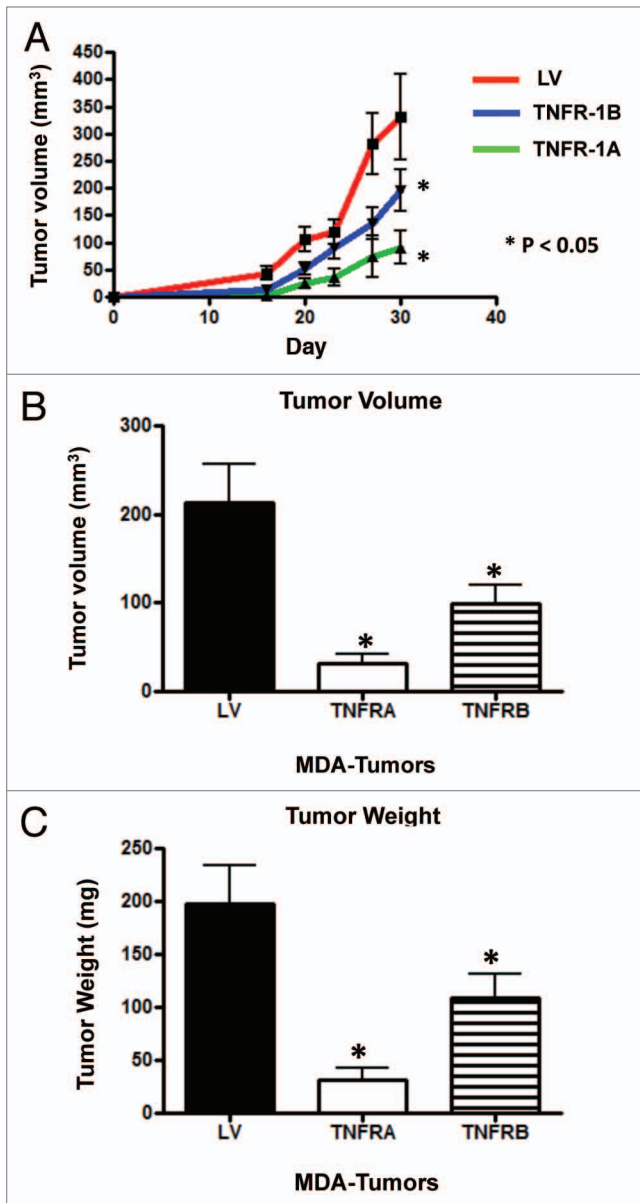 A
Tumor volume (mm³)
450
400
350
300
250
200
150
100
50
0
0 10 20 30 40
Day
LV
TNFR-1B
TNFR-1A
*
*
* P < 0.05
B
Tumor Volume
Tumor volume (mm³)
300
200
100
0
*
*
LV TNFRA TNFRB
MDA-Tumors
C
Tumor Weight
Tumor Weight (mg)
250
200
150
100
50
0
*
*
LV TNFRA TNFRB
MDA-Tumors